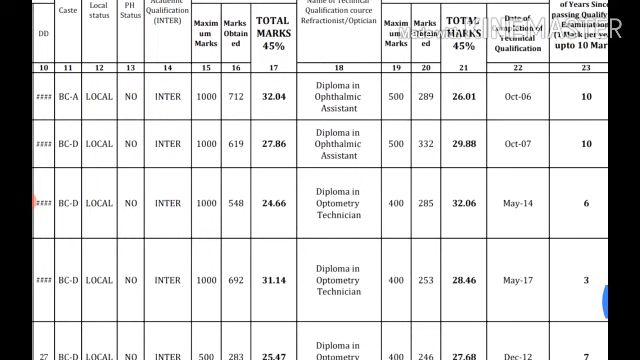 Caste
Local status
PH Status
Academic Qualification (INTER)
Maximum Marks
Marks Obtained
TOTAL MARKS 45%
Name of Technical Qualification cource Refractionist/Optician
Maximum Marks
Marks Obtained
TOTAL MARKS 45%
Date of Completion of Technical Qualification
of Years Since passing Qualify Examination (1 Mark per upto 10 Mar
DD
Made with KINEMASTER
10 11 12 13 14 15 16 17 18 19 20 21 22 23
#### BC-A LOCAL NO INTER 1000 712 32.04 Diploma in Ophthalmic Assistant 500 289 26.01 Oct-06 10
#### BC-D LOCAL NO INTER 1000 619 27.86 Diploma in Ophthalmic Assistant 500 332 29.88 Oct-07 10
#### BC-D LOCAL NO INTER 1000 548 24.66 Diploma in Optometry Technician 400 285 32.06 May-14 6
#### BC-D LOCAL NO INTER 1000 692 31.14 Diploma in Optometry Technician 400 253 28.46 May-17 3
27 BC-D LOCAL NO INTER 500 283 25.47 Diploma in Optometry 400 246 27.68 Dec-12 7